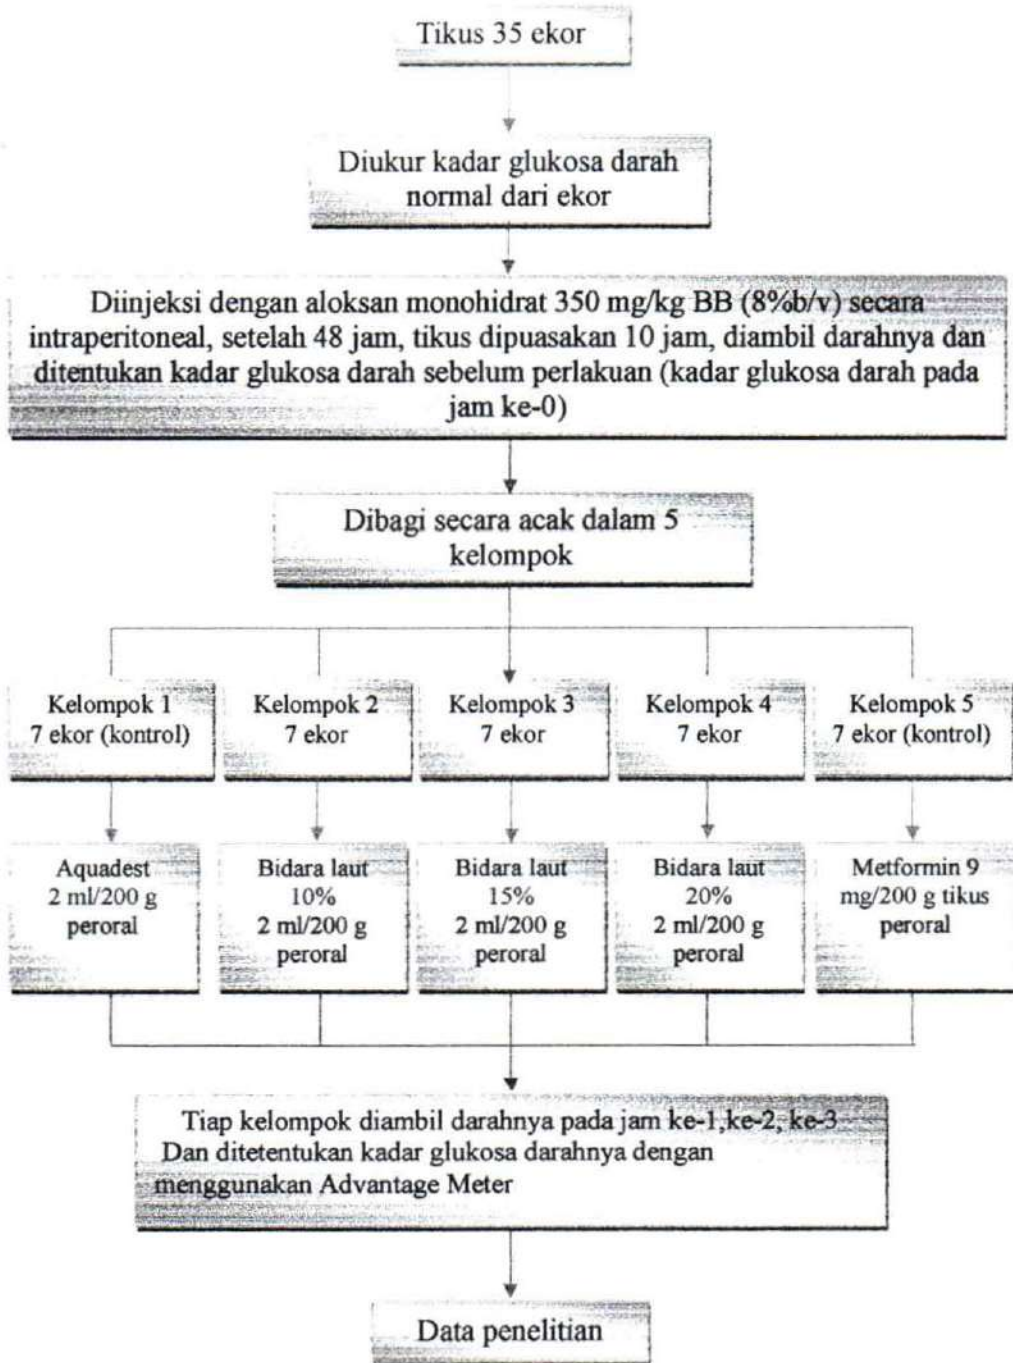 Tikus 35 ekor
Diukur kadar glukosa darah
normal dari ekor
Diinjeksi dengan aloksan monohidrat 350 mg/kg BB (8%b/v) secara
intraperitoneal, setelah 48 jam, tikus dipuasakan 10 jam, diambil darahnya dan
ditentukan kadar glukosa darah sebelum perlakuan (kadar glukosa darah pada
jam ke-0)
Dibagi secara acak dalam 5
kelompok
Kelompok 1
7 ekor (kontrol)
Kelompok 2
7 ekor
Kelompok 3
7 ekor
Kelompok 4
7 ekor
Kelompok 5
7 ekor (kontrol)
Aquadest
2 ml/200 g
peroral
Bidara laut
10%
2 ml/200 g
peroral
Bidara laut
15%
2 ml/200 g
peroral
Bidara laut
20%
2 ml/200 g
peroral
Metformin 9
mg/200 g tikus
peroral
Tiap kelompok diambil darahnya pada jam ke-1,ke-2, ke-3
Dan ditetentukan kadar glukosa darahnya dengan
menggunakan Advantage Meter
Data penelitian